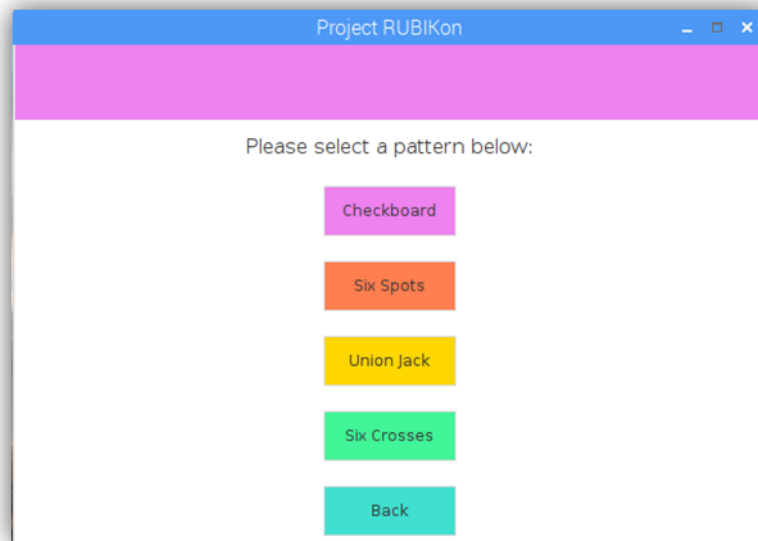 Project RUBIKon
Please select a pattern below:
Checkboard
Six Spots
Union Jack
Six Crosses
Back